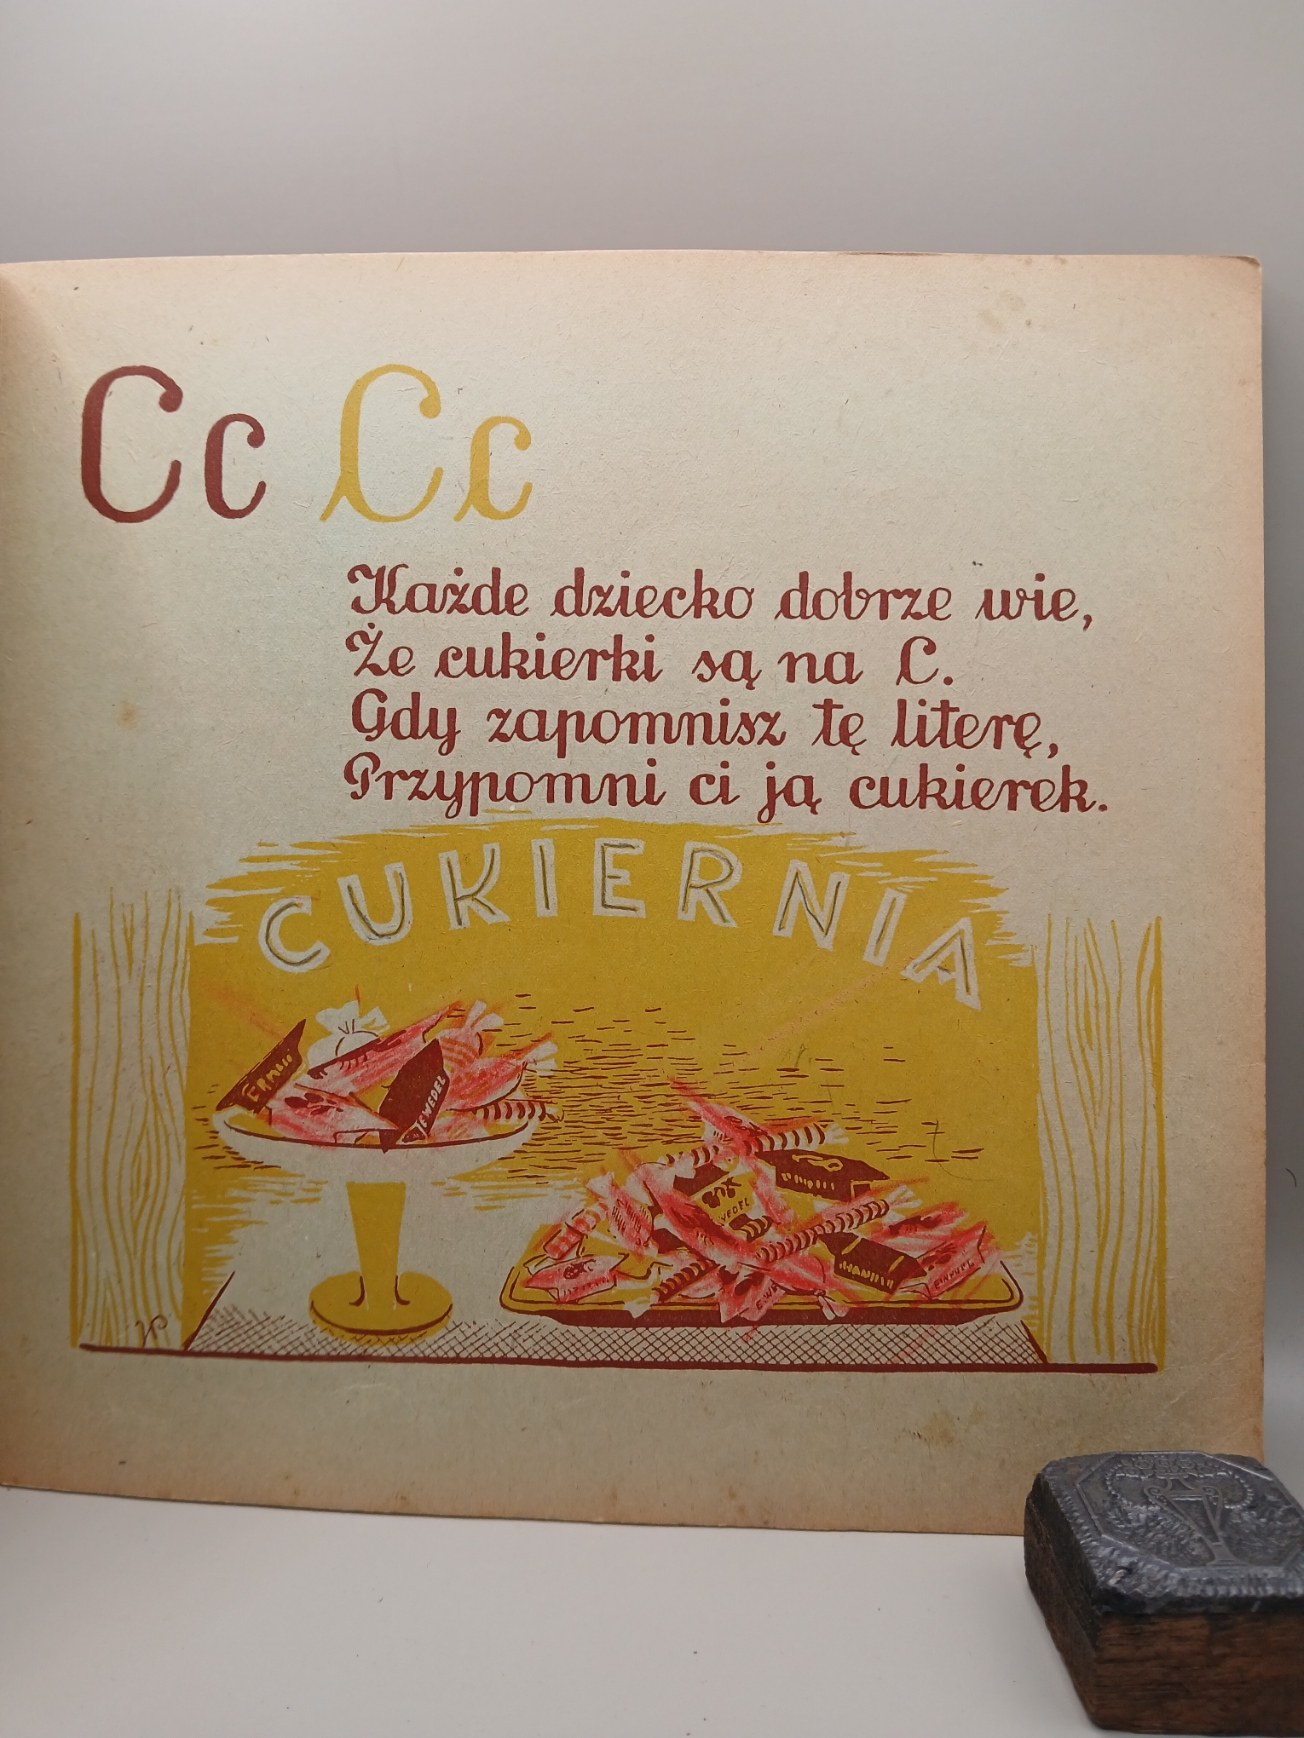 Cc Cc
Każde dziecko dobrze wie,
Że cukierki są na C.
Gdy zapomnisz tę literę,
Przypomni ci ją cukierek.
CUKIERNIA
E.WEDEL